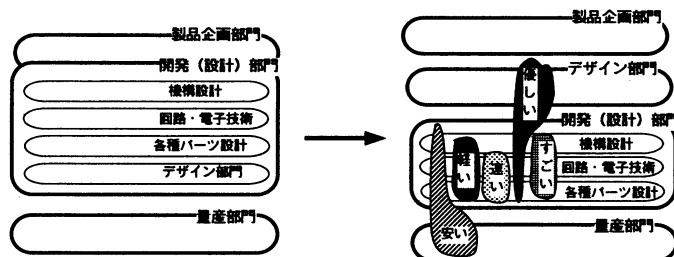 製品企画部門
開発（設計）部門
機構設計
回路・電子技術
各種パーツ設計
デザイン部門
量産部門
製品企画部門
デザイン部門
優しい
開発（設計）部門
機構設計
回路・電子技術
各種パーツ設計
軽い
速い
すごい
量産部門
安い